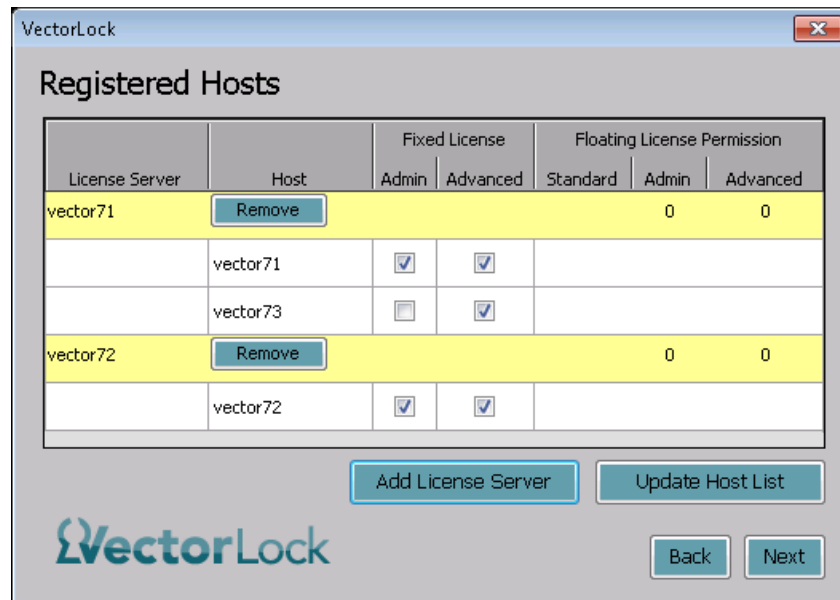 VectorLock
Registered Hosts
Fixed License Floating License Permission
License Server Host Admin Advanced Standard Admin Advanced
vector71 Remove 0 0
vector71
vector73
vector72 Remove 0 0
vector72
Add License Server Update Host List
VectorLock
Back Next